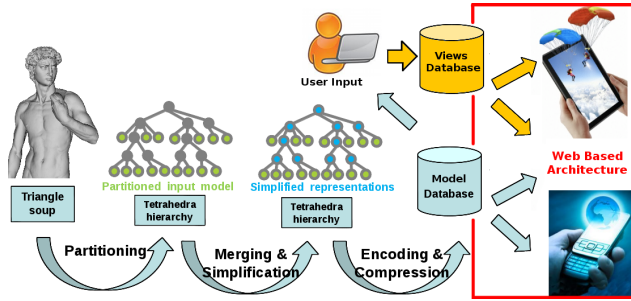 User Input
Views
Database
Partitioned input model
Simplified representations
Model
Database
Web Based
Architecture
Triangle
soup
Tetrahedra
hierarchy
Tetrahedra
hierarchy
Partitioning
Merging &
Simplification
Encoding &
Compression